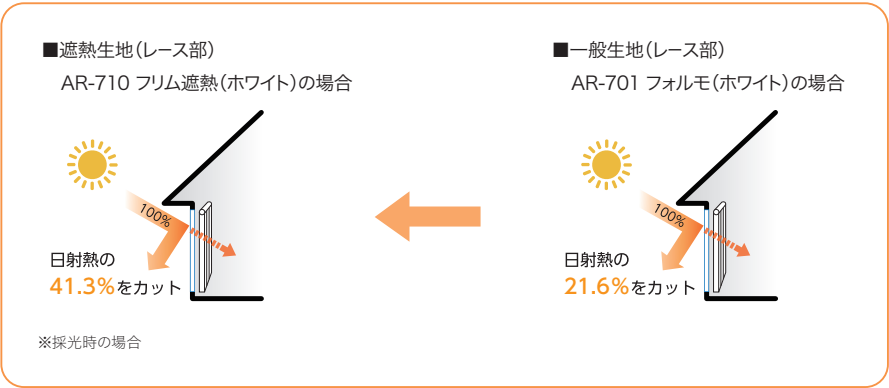 ■遮熱生地(レース部)
AR-710 フリム遮熱(ホワイト)の場合
100%
日射熱の
41.3%をカット
※採光時の場合
■一般生地(レース部)
AR-701 フォルモ(ホワイト)の場合
100%
日射熱の
21.6%をカット